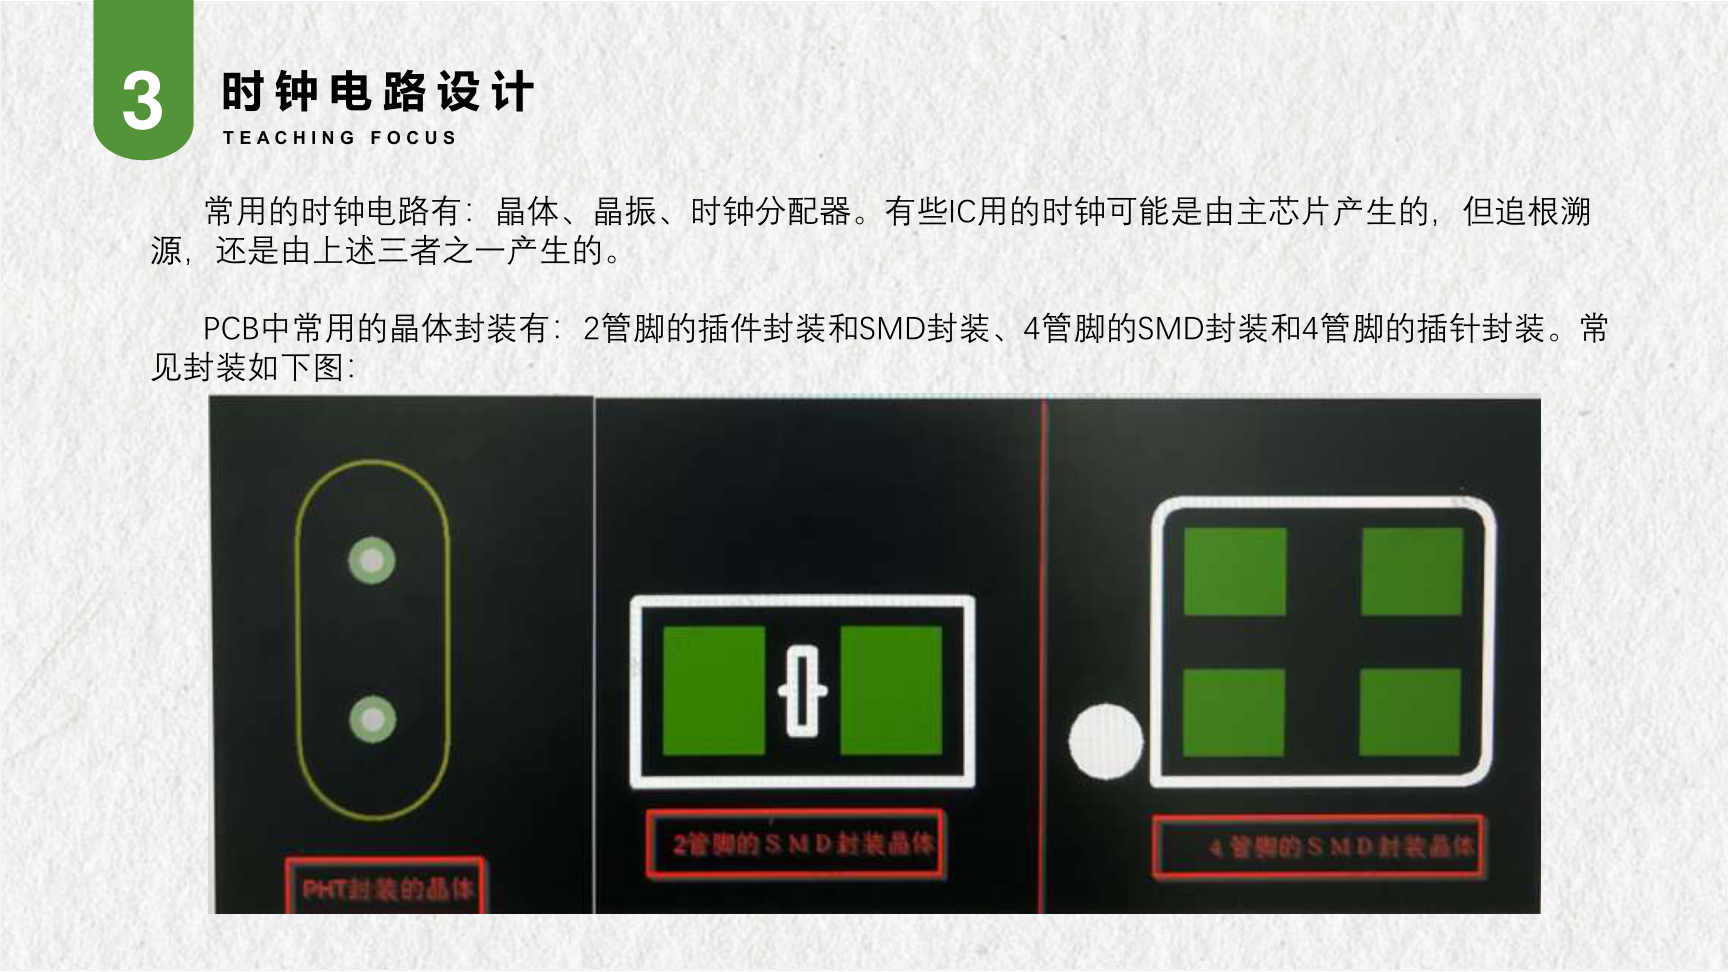 3
时钟电路设计
TEACHING FOCUS
常用的时钟电路有：晶体、晶振、时钟分配器。有些IC用的时钟可能是由主芯片产生的，但追根溯
源，还是由上述三者之一产生的。
PCB中常用的晶体封装有：2管脚的插件封装和SMD封装、4管脚的SMD封装和4管脚的插针封装。常
见封装如下图：
PHT封装的晶体
2管脚的SMD封装晶体
4管脚的SMD封装晶体